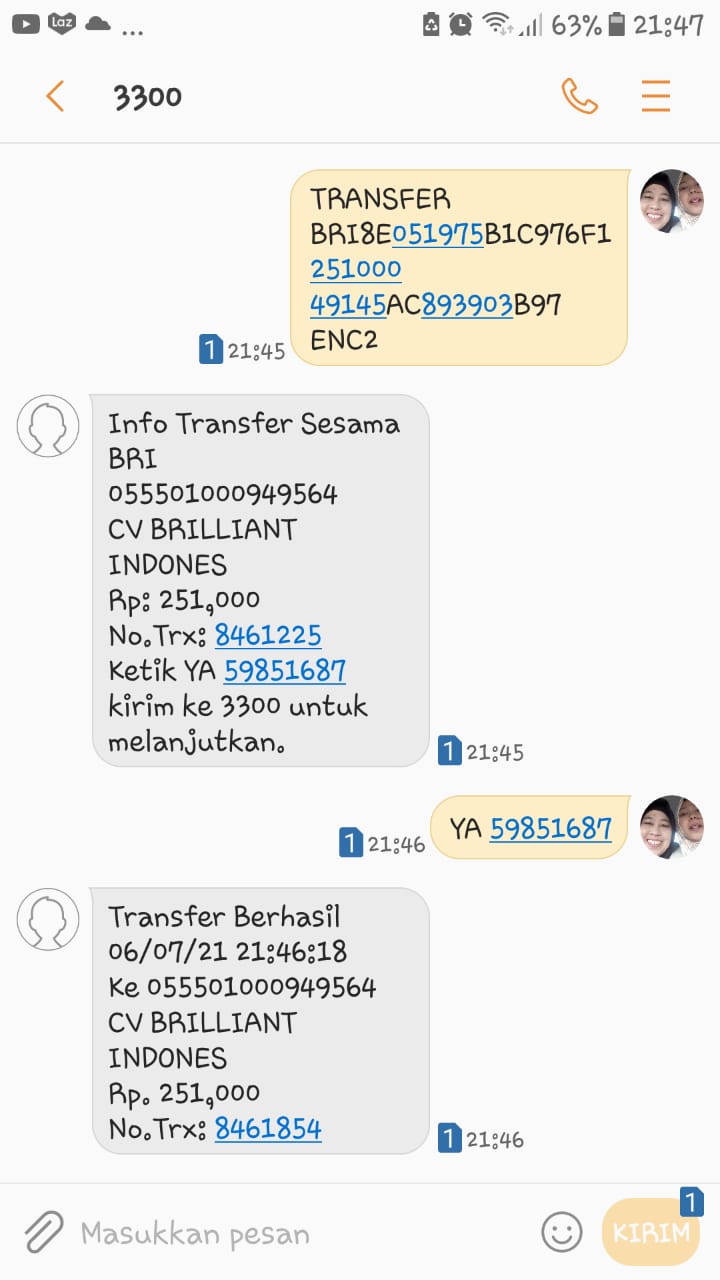 Laz
...
63%
21:47
3300
TRANSFER
BRI8E051975B1C976F1
251000
49145AC893903B97
ENC2
1 21:45
Info Transfer Sesama
BRI
055501000949564
CV BRILLIANT
INDONES
Rp: 251,000
No.Trx: 8461225
Ketik YA 59851687
kirim ke 3300 untuk
melanjutkan.
1 21:45
YA 59851687
1 21:46
Transfer Berhasil
06/07/21 21:46:18
Ke 055501000949564
CV BRILLIANT
INDONES
Rp. 251,000
No.Trx: 8461854
1 21:46
Masukkan pesan
1
KIRIM